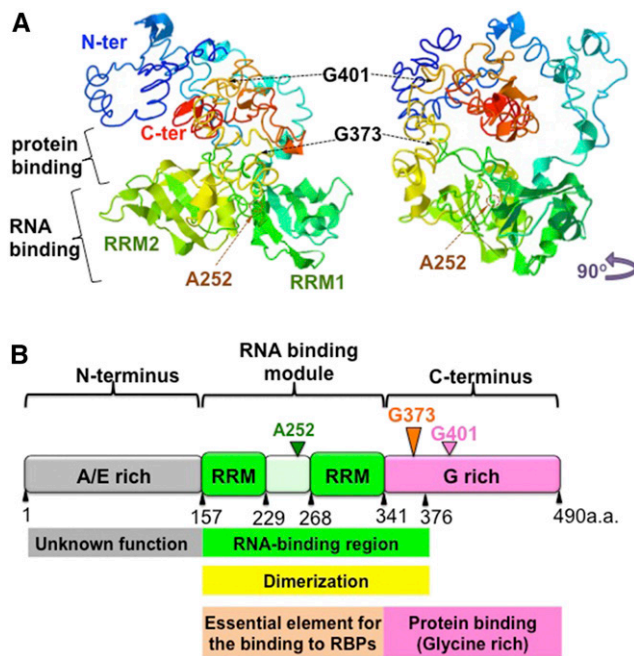 A
N-ter
G401
C-ter
protein
binding
G373
RNA
binding
RRM2
A252
RRM1
A252
90°
B
RNA binding
module
N-terminus
C-terminus
G373
A252
G401
A/E rich
RRM
RRM
G rich
1
157
229
268
341
376
490a.a.
Unknown function
RNA-binding region
Dimerization
Essential element for
the binding to RBPs
Protein binding
(Glycine rich)